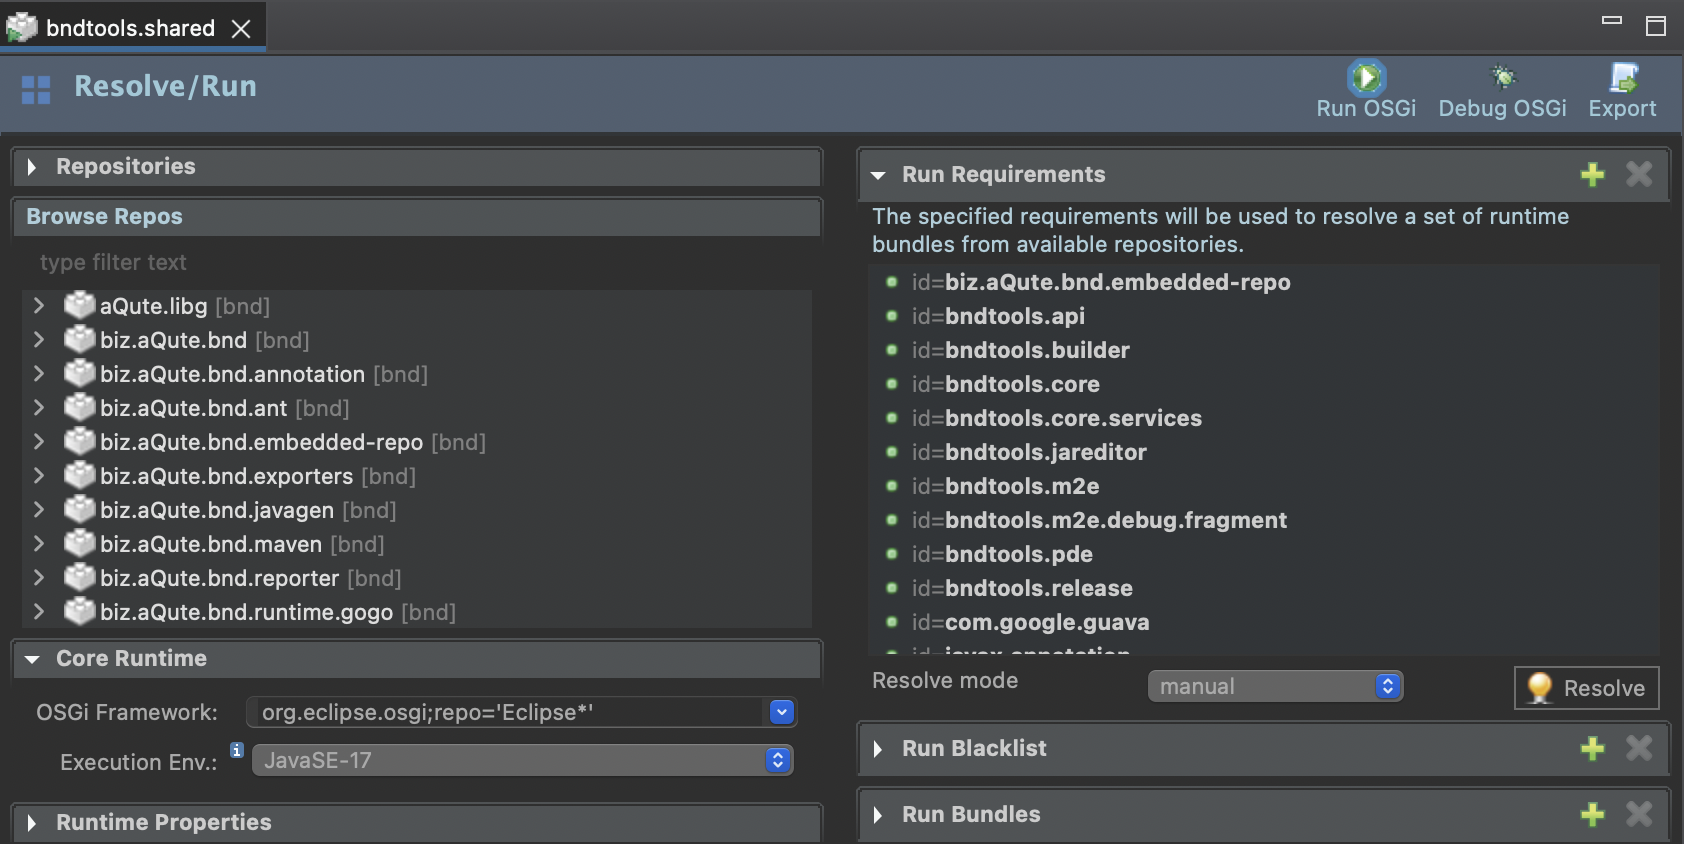 bndtools.shared
Resolve/Run
Run OSGi
Debug OSGi
Export
Repositories
Browse Repos
type filter text
aQute.libg [bnd]
biz.aQute.bnd [bnd]
biz.aQute.bnd.annotation [bnd]
biz.aQute.bnd.ant [bnd]
biz.aQute.bnd.embedded-repo [bnd]
biz.aQute.bnd.exporters [bnd]
biz.aQute.bnd.javagen [bnd]
biz.aQute.bnd.maven [bnd]
biz.aQute.bnd.reporter [bnd]
biz.aQute.bnd.runtime.gogo [bnd]
Core Runtime
OSGi Framework: org.eclipse.osgi;repo='Eclipse*'
Execution Env.: JavaSE-17
Runtime Properties
Run Requirements
The specified requirements will be used to resolve a set of runtime
bundles from available repositories.
id=biz.aQute.bnd.embedded-repo
id=bndtools.api
id=bndtools.builder
id=bndtools.core
id=bndtools.core.services
id=bndtools.jareditor
id=bndtools.m2e
id=bndtools.m2e.debug.fragment
id=bndtools.pde
id=bndtools.release
id=com.google.guava
id=javax.annotation
Resolve mode manual Resolve
Run Blacklist
Run Bundles